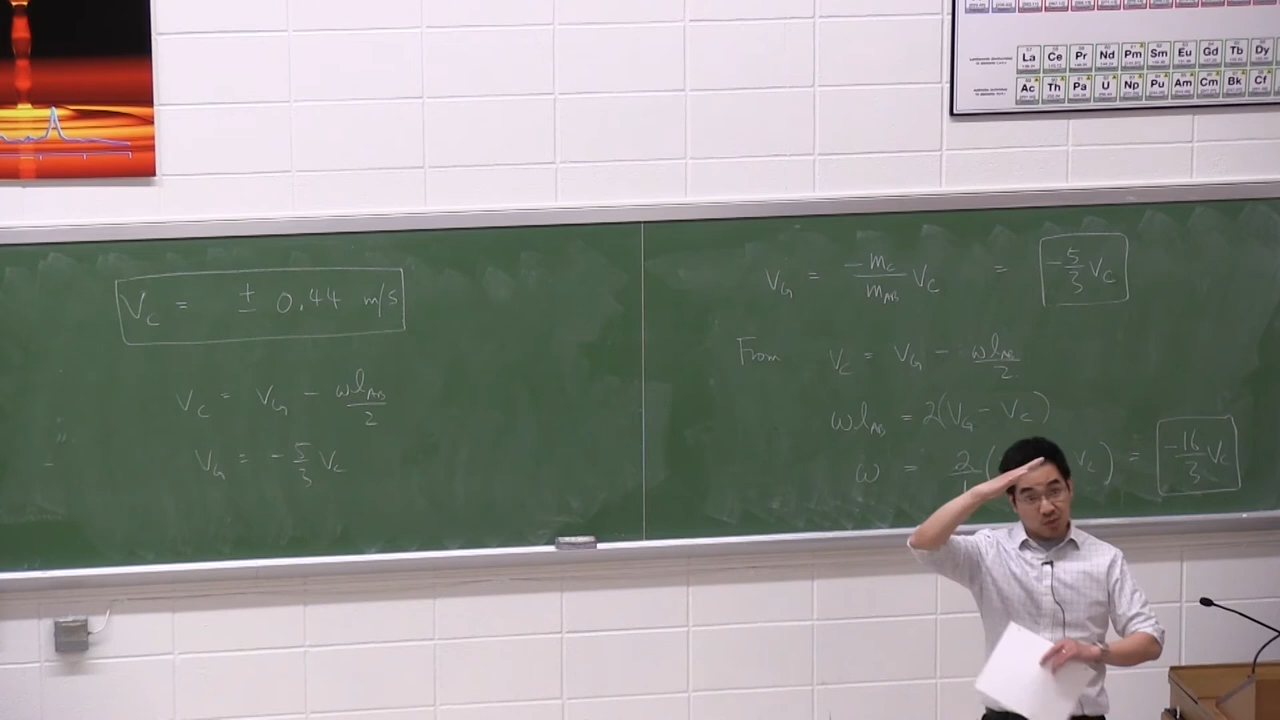 V_C = ± 0.44 m/s
V_C = V_G - ωl_AB/2
V_G = -5/3 V_C
V_G = -m_C/m_AB V_C = -5/3 V_C
From V_C = V_G - ωl_AB/2
ωl_AB = 2(V_G - V_C)
ω = 2 ( V_C) = -16/3 V_C
La Ce Pr Nd Pm Sm Eu Gd Tb Dy
Ac Th Pa U Np Pu Am Cm Bk Cf